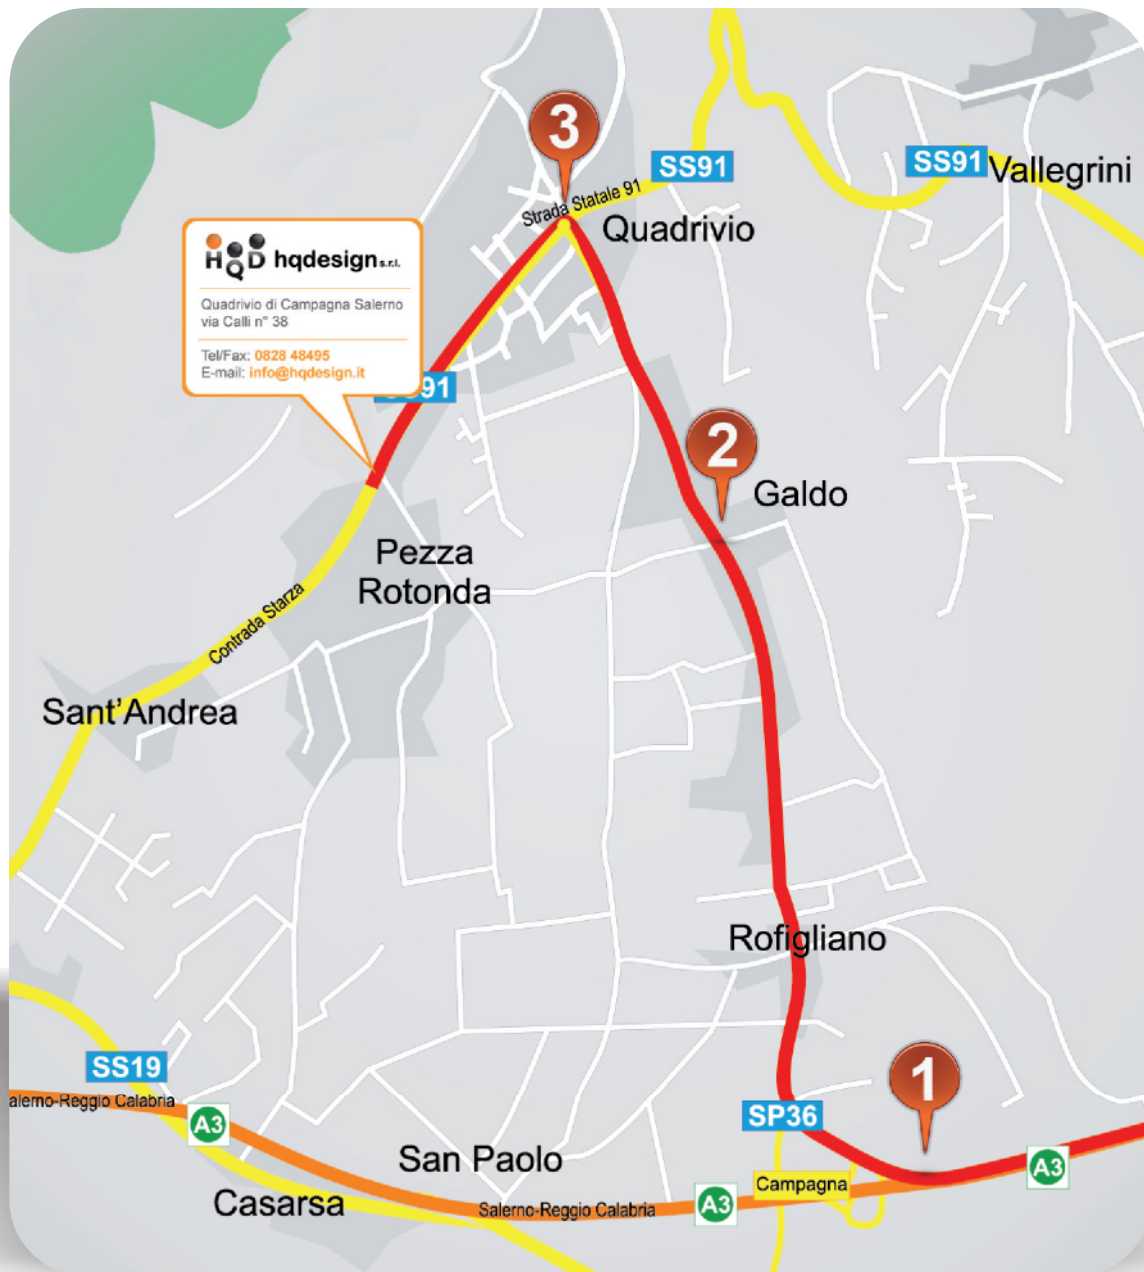 3
SS91
SS91
Vallegrini
Strada Statale 91
Quadrivio
HQD hqdesign s.r.l.
Quadrivio di Campagna Salerno
via Calli n° 38
Tel/Fax: 0828 48495
E-mail: info@hqdesign.it
91
2
Galdo
Pezza
Rotonda
Contrada Starza
Sant'Andrea
Rofigliano
1
SS19
alerno-Reggio Calabria
A3
SP36
San Paolo
A3
Campagna
Casarsa
Salerno-Reggio Calabria
A3